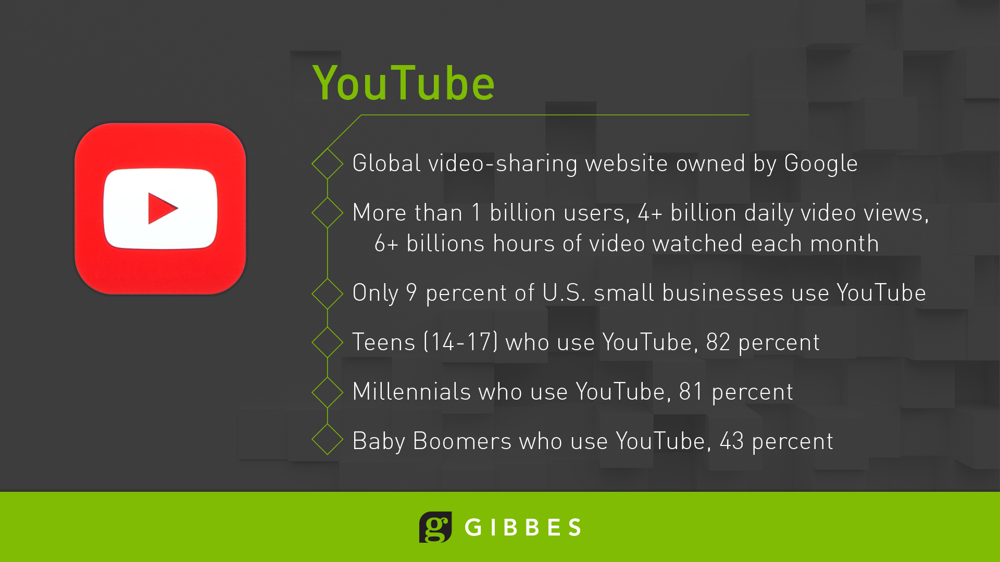 YouTube
Global video-sharing website owned by Google
More than 1 billion users, 4+ billion daily video views,
6+ billions hours of video watched each month
Only 9 percent of U.S. small businesses use YouTube
Teens (14-17) who use YouTube, 82 percent
Millennials who use YouTube, 81 percent
Baby Boomers who use YouTube, 43 percent
g GIBBES